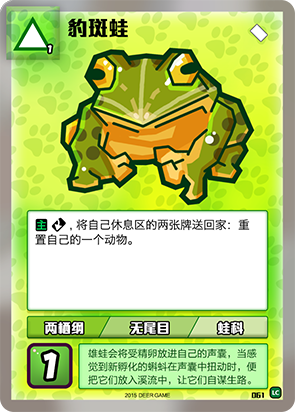 豹斑蛙
1
主 ,将自己休息区的两张牌送回家：重
置自己的一个动物。
两栖纲 无尾目 蛙科
1
雄蛙会将受精卵放进自己的声囊，当感
觉到新孵化的蝌蚪在声囊中扭动时，便
把它们放入溪流中，让它们自谋生路。
2015 DEER GAME
061 LC